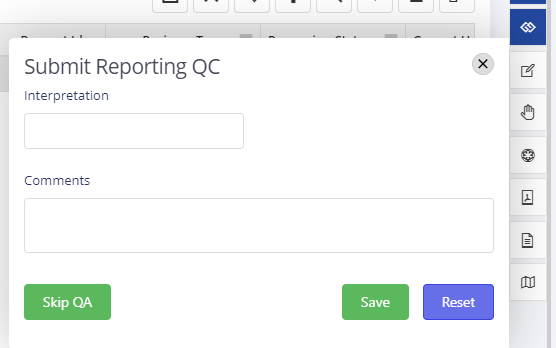 Submit Reporting QC
Interpretation
Comments
Skip QA
Save
Reset